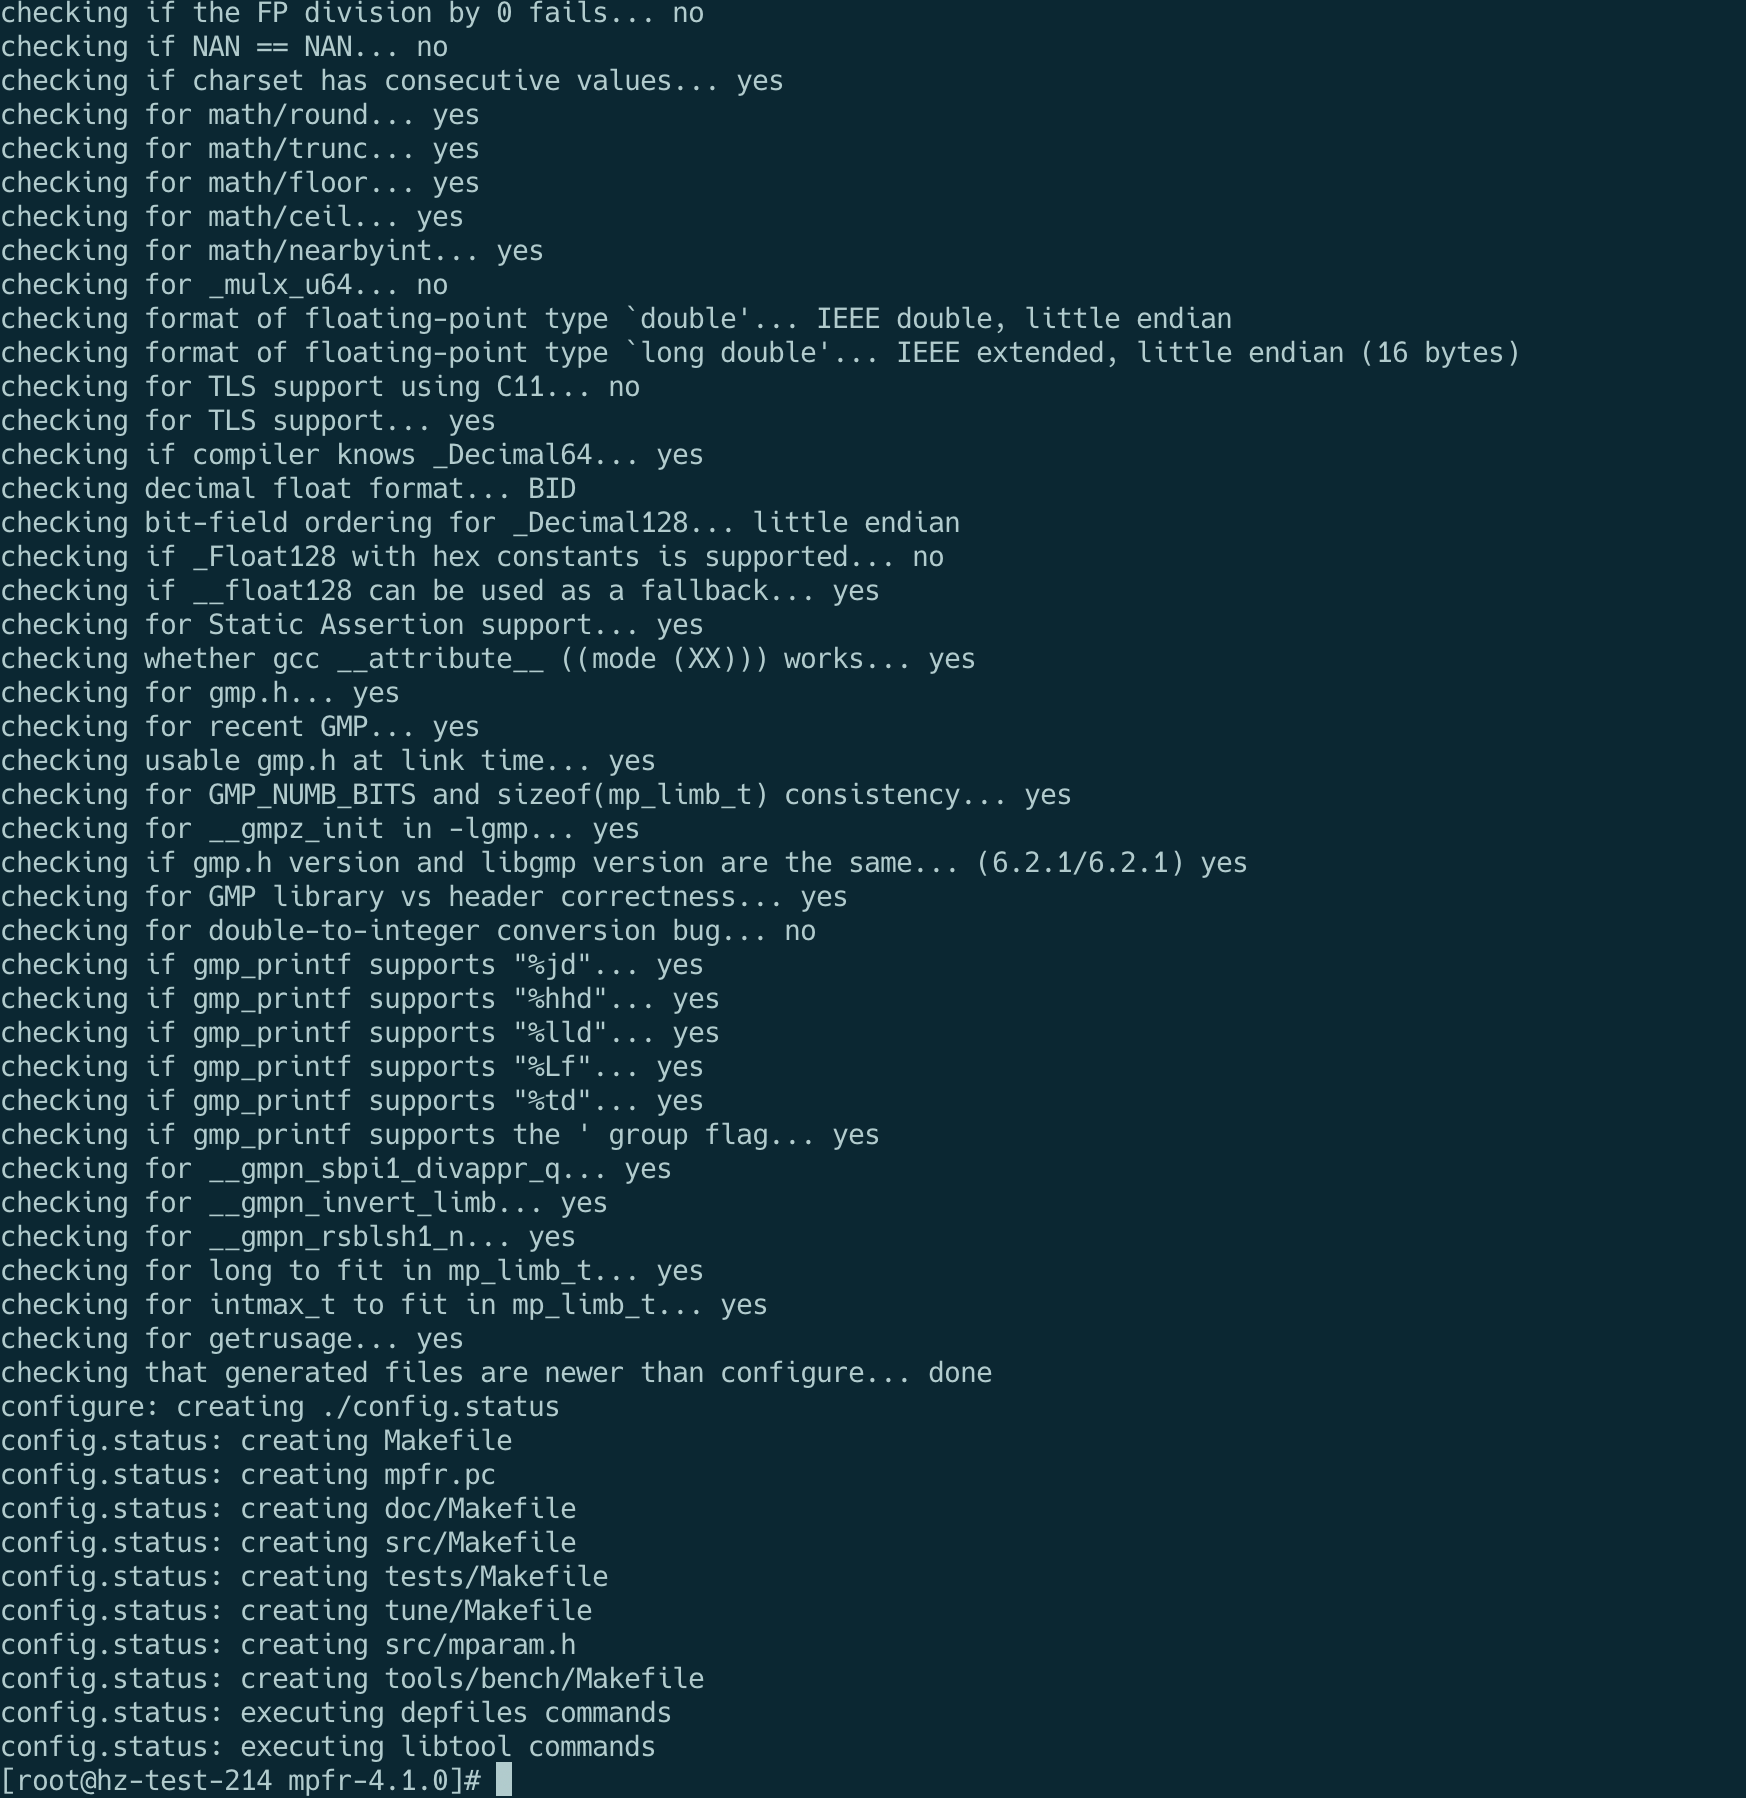 checking if the FP division by 0 fails... no
checking if NAN == NAN... no
checking if charset has consecutive values... yes
checking for math/round... yes
checking for math/trunc... yes
checking for math/floor... yes
checking for math/ceil... yes
checking for math/nearbyint... yes
checking for _mulx_u64... no
checking format of floating-point type `double'... IEEE double, little endian
checking format of floating-point type `long double'... IEEE extended, little endian (16 bytes)
checking for TLS support using C11... no
checking for TLS support... yes
checking if compiler knows _Decimal64... yes
checking decimal float format... BID
checking bit-field ordering for _Decimal128... little endian
checking if _Float128 with hex constants is supported... no
checking if __float128 can be used as a fallback... yes
checking for Static Assertion support... yes
checking whether gcc __attribute__ ((mode (XX))) works... yes
checking for gmp.h... yes
checking for recent GMP... yes
checking usable gmp.h at link time... yes
checking for GMP_NUMB_BITS and sizeof(mp_limb_t) consistency... yes
checking for __gmpz_init in -lgmp... yes
checking if gmp.h version and libgmp version are the same... (6.2.1/6.2.1) yes
checking for GMP library vs header correctness... yes
checking for double-to-integer conversion bug... no
checking if gmp_printf supports "%jd"... yes
checking if gmp_printf supports "%hhd"... yes
checking if gmp_printf supports "%lld"... yes
checking if gmp_printf supports "%Lf"... yes
checking if gmp_printf supports "%td"... yes
checking if gmp_printf supports the ' group flag... yes
checking for __gmpn_sbpi1_divappr_q... yes
checking for __gmpn_invert_limb... yes
checking for __gmpn_rsblsh1_n... yes
checking for long to fit in mp_limb_t... yes
checking for intmax_t to fit in mp_limb_t... yes
checking for getrusage... yes
checking that generated files are newer than configure... done
configure: creating ./config.status
config.status: creating Makefile
config.status: creating mpfr.pc
config.status: creating doc/Makefile
config.status: creating src/Makefile
config.status: creating tests/Makefile
config.status: creating tune/Makefile
config.status: creating src/mparam.h
config.status: creating tools/bench/Makefile
config.status: executing depfiles commands
config.status: executing libtool commands
[root@hz-test-214 mpfr-4.1.0]#